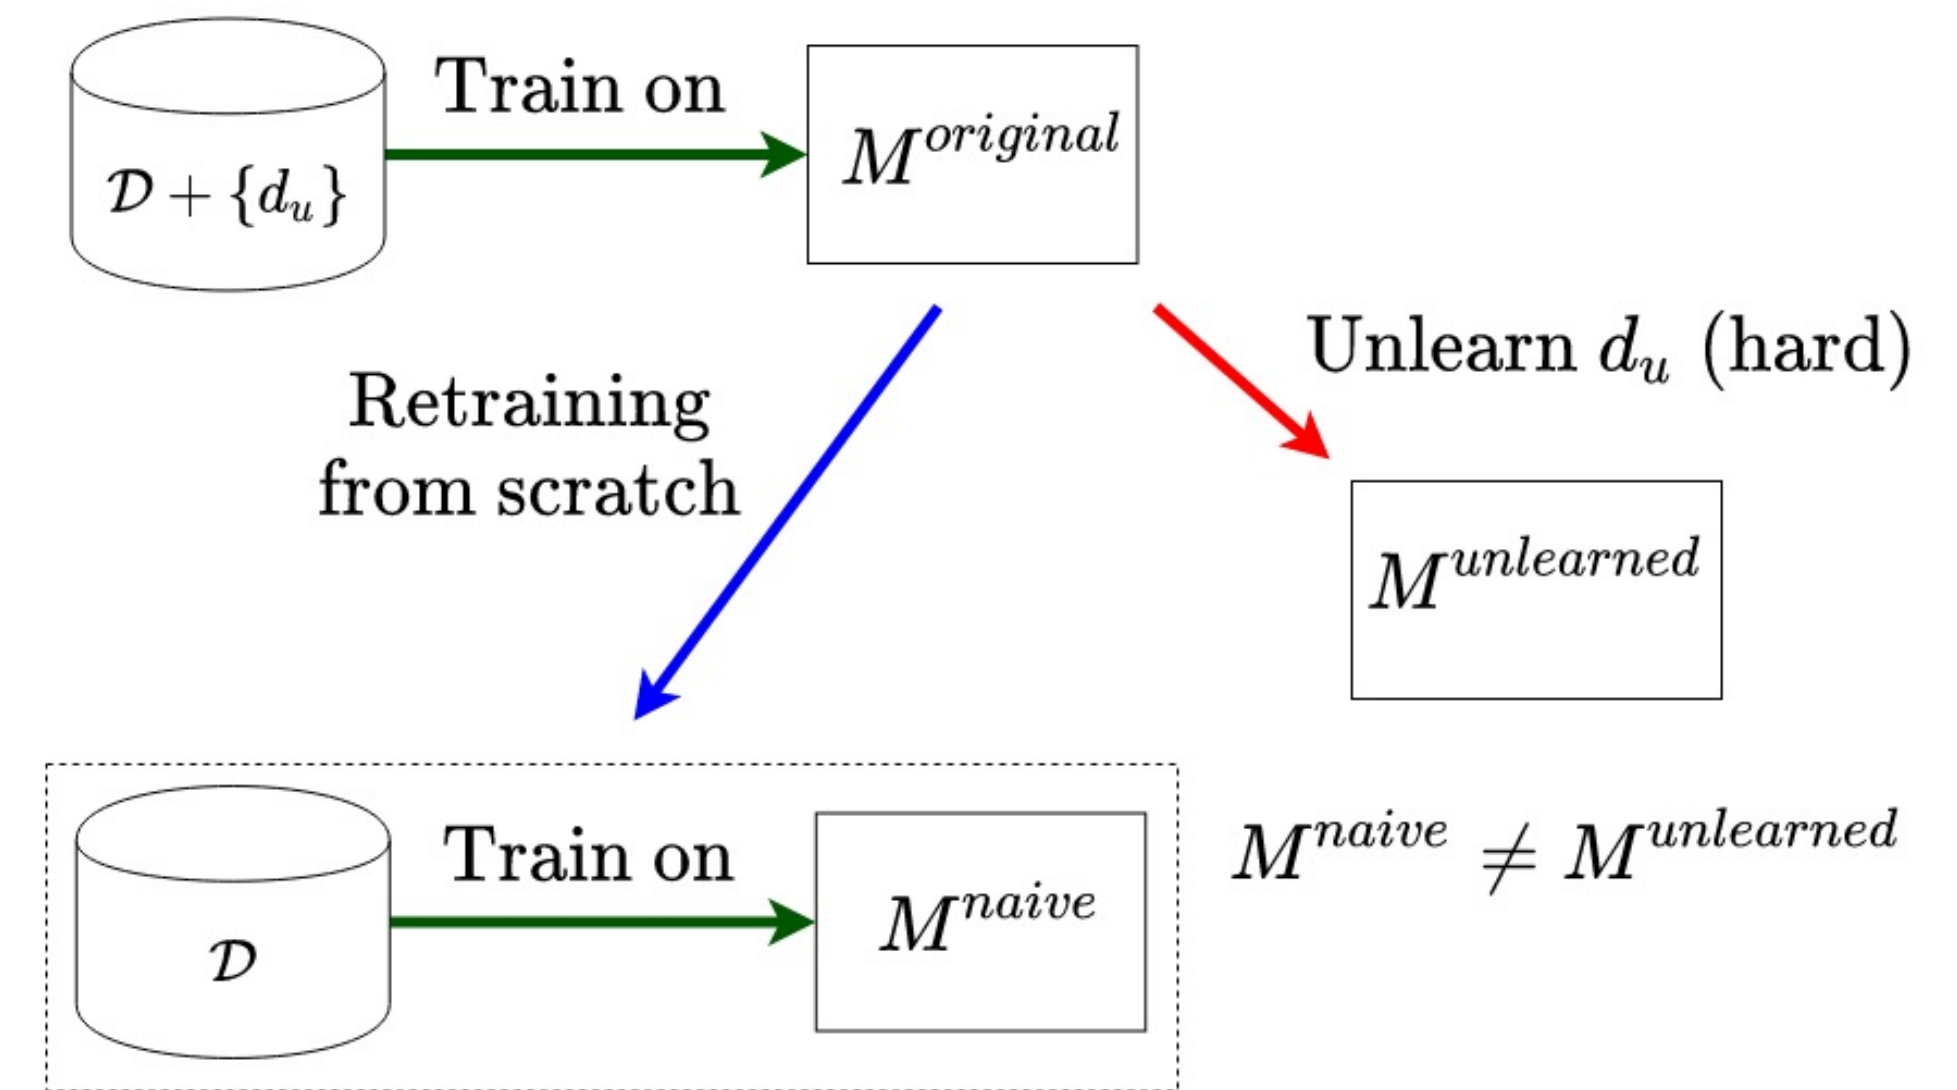 Train on
𝒟 + {d_u}
M^{original}
Unlearn d_u (hard)
Retraining
from scratch
M^{unlearned}
Train on
𝒟
M^{naive}
M^{naive} ≠ M^{unlearned}